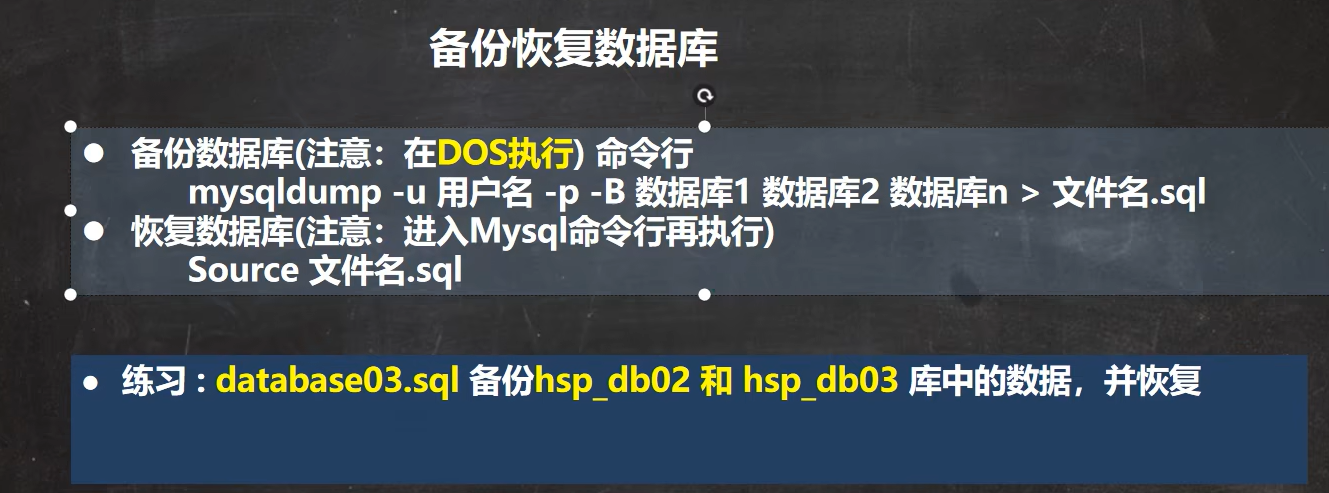 备份恢复数据库
● 备份数据库(注意：在DOS执行) 命令行
mysqldump -u 用户名 -p -B 数据库1 数据库2 数据库n > 文件名.sql
● 恢复数据库(注意：进入Mysql命令行再执行)
Source 文件名.sql
● 练习 : database03.sql 备份hsp_db02 和 hsp_db03 库中的数据，并恢复